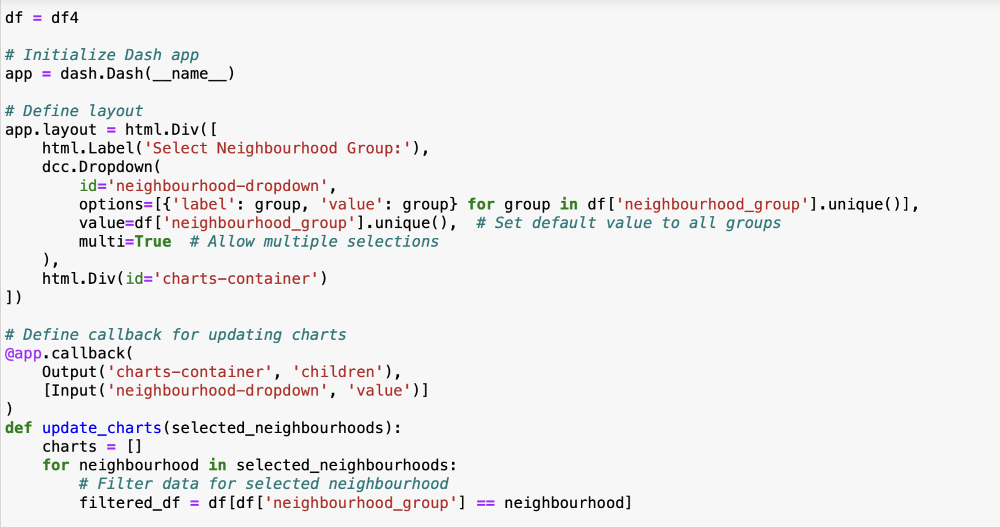 df = df4
# Initialize Dash app
app = dash.Dash(__name__)
# Define layout
app.layout = html.Div([
    html.Label('Select Neighbourhood Group:'),
    dcc.Dropdown(
        id='neighbourhood-dropdown',
        options=[{'label': group, 'value': group} for group in df['neighbourhood_group'].unique()],
        value=df['neighbourhood_group'].unique(),  # Set default value to all groups
        multi=True  # Allow multiple selections
    ),
    html.Div(id='charts-container')
])
# Define callback for updating charts
@app.callback(
    Output('charts-container', 'children'),
    [Input('neighbourhood-dropdown', 'value')]
)
def update_charts(selected_neighbourhoods):
    charts = []
    for neighbourhood in selected_neighbourhoods:
        # Filter data for selected neighbourhood
        filtered_df = df[df['neighbourhood_group'] == neighbourhood]